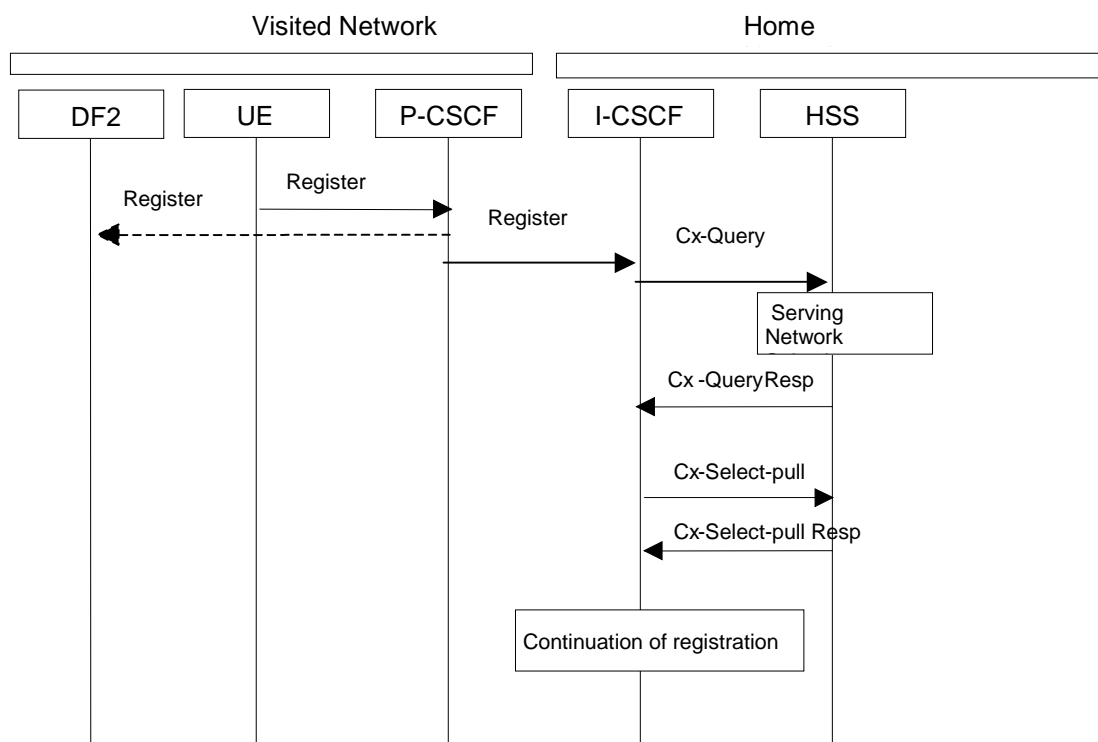 Visited Network
Home
DF2
UE
P-CSCF
I-CSCF
HSS
Register
Register
Register
Cx-Query
Serving
Network
Cx -QueryResp
Cx-Select-pull
Cx-Select-pull Resp
Continuation of registration